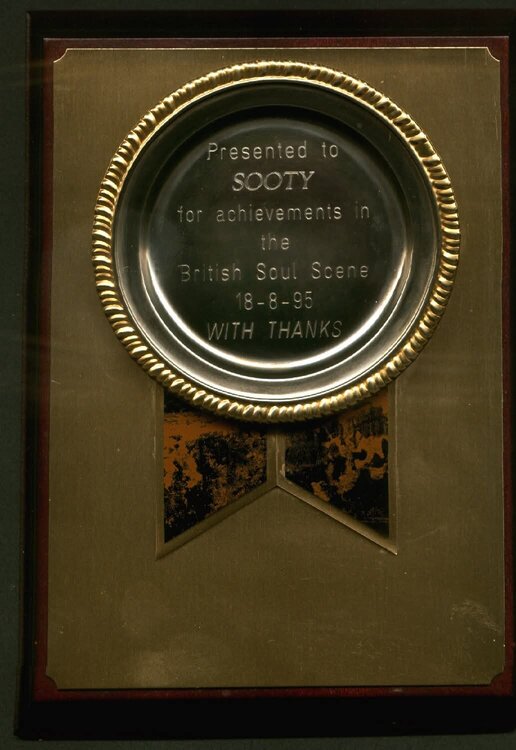 Presented to
SOOTY
for achievements in
the
British Soul Scene
18-8-95
WITH THANKS